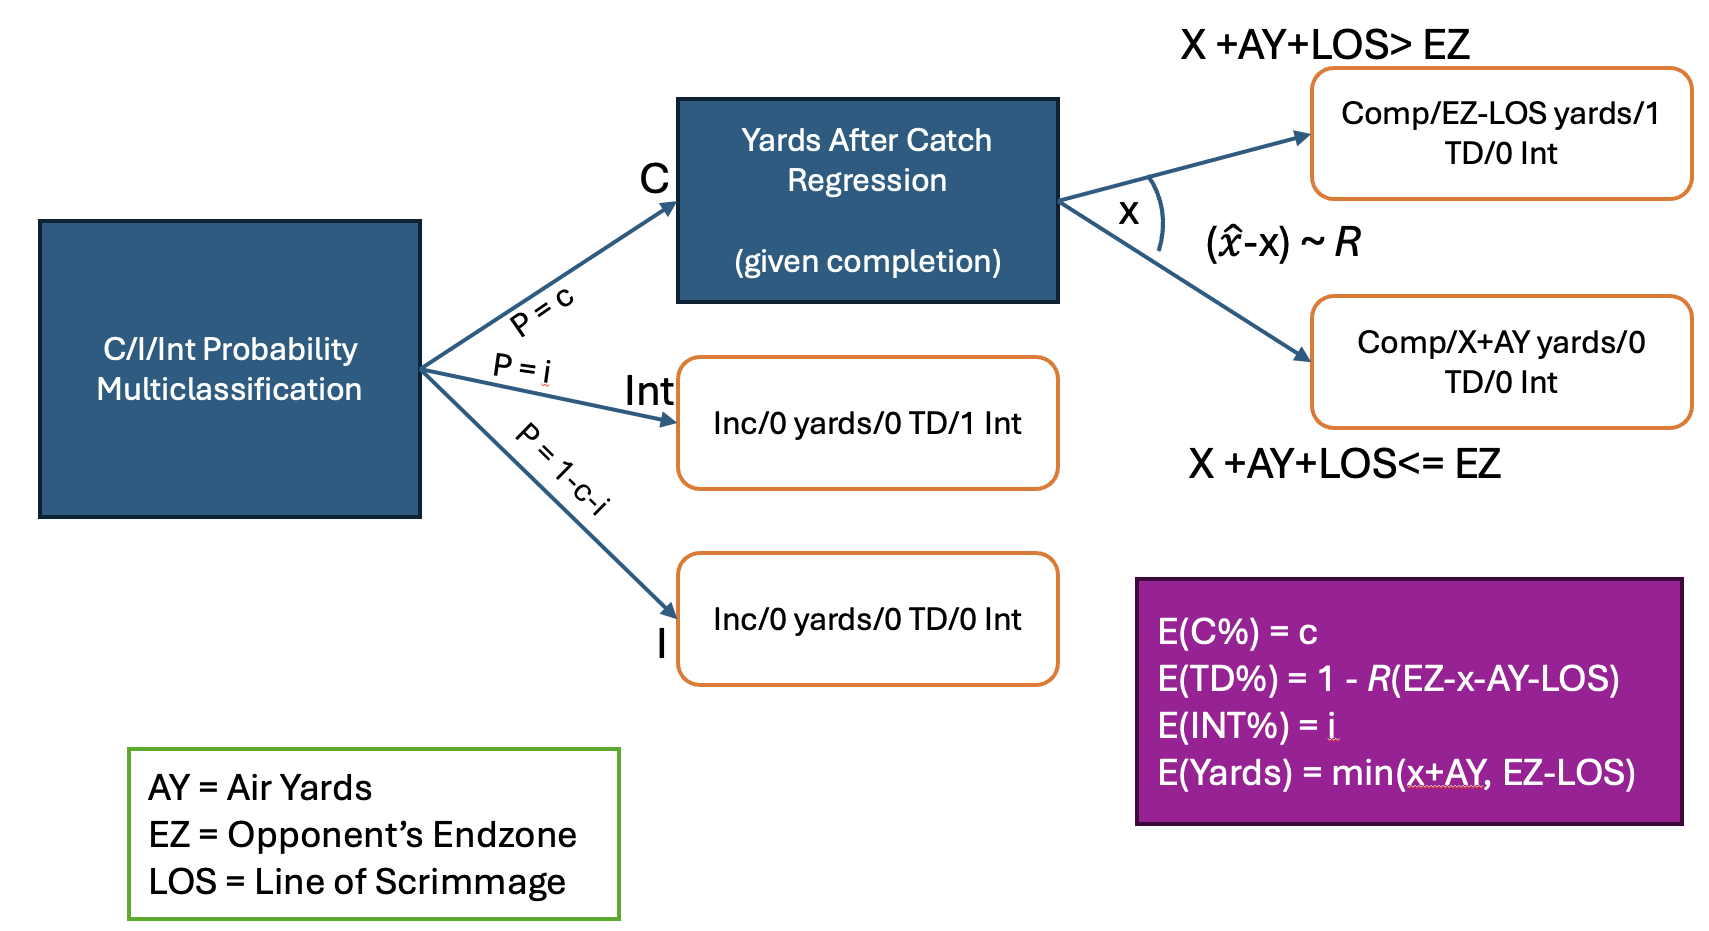 X +AY+LOS> EZ
Comp/EZ-LOS yards/1
TD/0 Int
Yards After Catch
Regression
(given completion)
C
x
(x̂-x) ~ R
P = c
C/I/Int Probability
Multiclassification
P = i
Int
Inc/0 yards/0 TD/1 Int
Comp/X+AY yards/0
TD/0 Int
X +AY+LOS<= EZ
P = 1-c-i
Inc/0 yards/0 TD/0 Int
I
E(C%) = c
E(TD%) = 1 - R(EZ-x-AY-LOS)
E(INT%) = i
E(Yards) = min(x+AY, EZ-LOS)
AY = Air Yards
EZ = Opponent’s Endzone
LOS = Line of Scrimmage